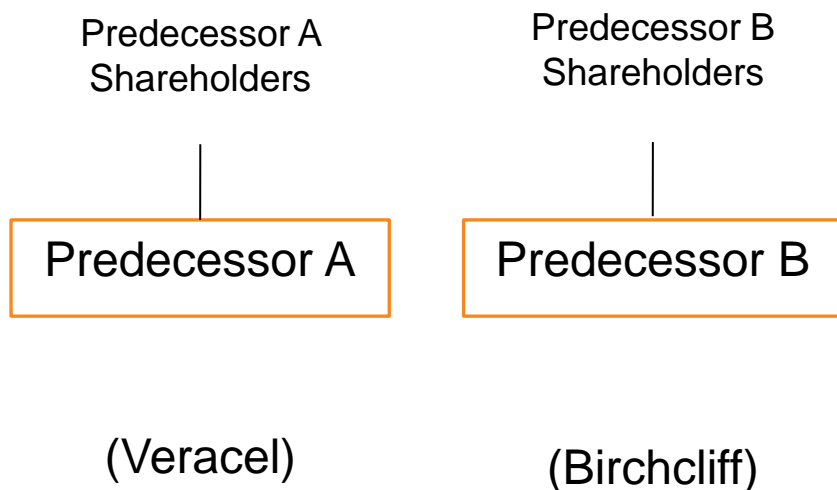 Predecessor A
Shareholders
Predecessor B
Shareholders
Predecessor A
Predecessor B
(Veracel)
(Birchcliff)